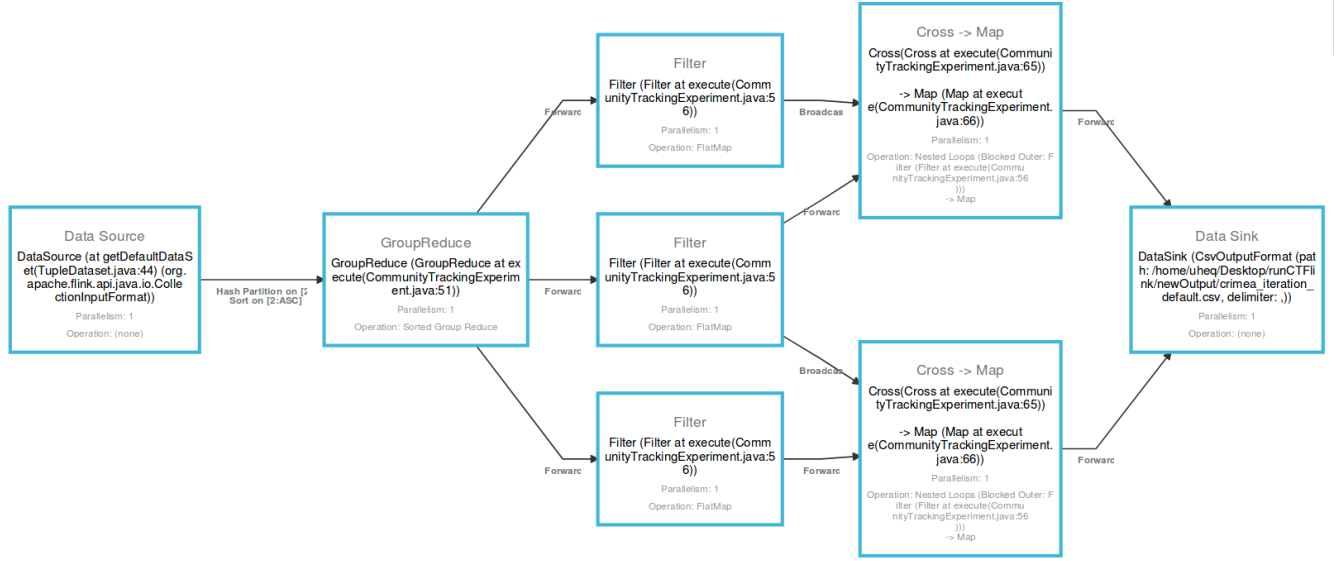 Data Source
DataSource (at getDefaultDataS
et(TupleDataset.java:44) (org.
apache.flink.api.java.io.Colle
ctionInputFormat))
Parallelism: 1
Operation: (none)
Hash Partition on [2
Sort on [2:ASC]
GroupReduce
GroupReduce (GroupReduce at ex
ecute(CommunityTrackingExperim
ent.java:51))
Parallelism: 1
Operation: Sorted Group Reduce
Forward
Forward
Forward
Filter
Filter (Filter at execute(Comm
unityTrackingExperiment.java:5
6))
Parallelism: 1
Operation: FlatMap
Filter
Filter (Filter at execute(Comm
unityTrackingExperiment.java:5
6))
Parallelism: 1
Operation: FlatMap
Filter
Filter (Filter at execute(Comm
unityTrackingExperiment.java:5
6))
Parallelism: 1
Operation: FlatMap
Broadcas
Forward
Broadcas
Forward
Cross -> Map
Cross(Cross at execute(Communi
tyTrackingExperiment.java:65))
-> Map (Map at execut
e(CommunityTrackingExperiment.
java:66))
Parallelism: 1
Operation: Nested Loops (Blocked Outer: F
ilter (Filter at execute(Commu
nityTrackingExperiment.java:56
)))
-> Map
Cross -> Map
Cross(Cross at execute(Communi
tyTrackingExperiment.java:65))
-> Map (Map at execut
e(CommunityTrackingExperiment.
java:66))
Parallelism: 1
Operation: Nested Loops (Blocked Outer: F
ilter (Filter at execute(Commu
nityTrackingExperiment.java:56
)))
-> Map
Forward
Forward
Data Sink
DataSink (CsvOutputFormat (pat
h: /home/uheq/Desktop/runCTFli
nk/newOutput/crimea_iteration_
default.csv, delimiter: ,))
Parallelism: 1
Operation: (none)